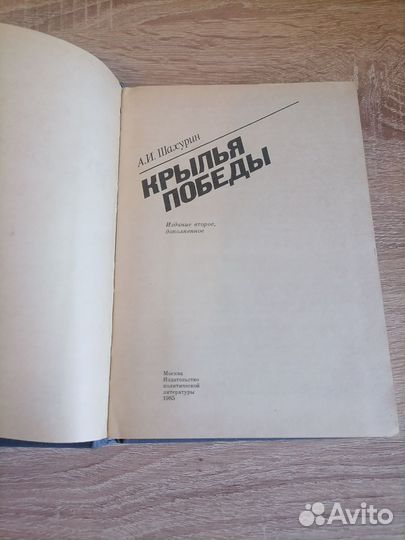 А.И. Шахурин
КРЫЛЬЯ
ПОБЕДЫ
Издание второе,
дополненное
Москва
Издательство
политической
литературы
1985
Avito